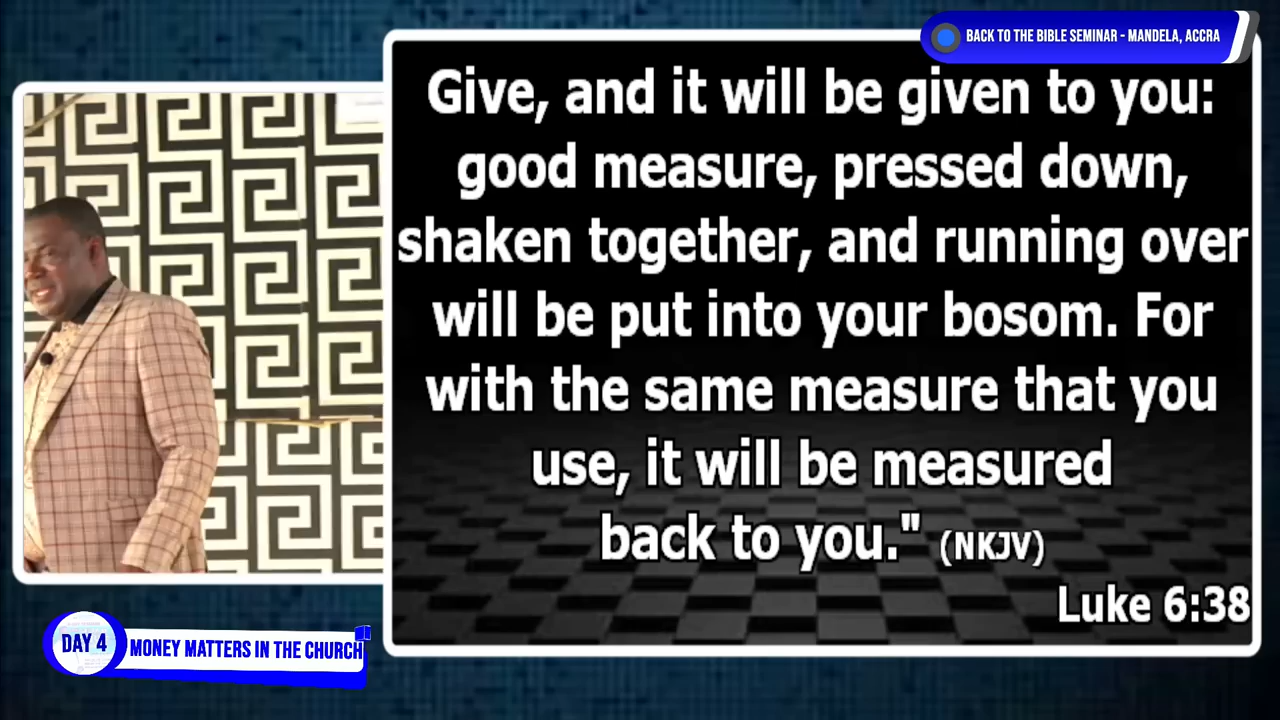 BACK TO THE BIBLE SEMINAR - MANDELA, ACCRA
Give, and it will be given to you:
good measure, pressed down,
shaken together, and running over
will be put into your bosom. For
with the same measure that you
use, it will be measured
back to you." (NKJV)
Luke 6:38
DAY 4
MONEY MATTERS IN THE CHURCH